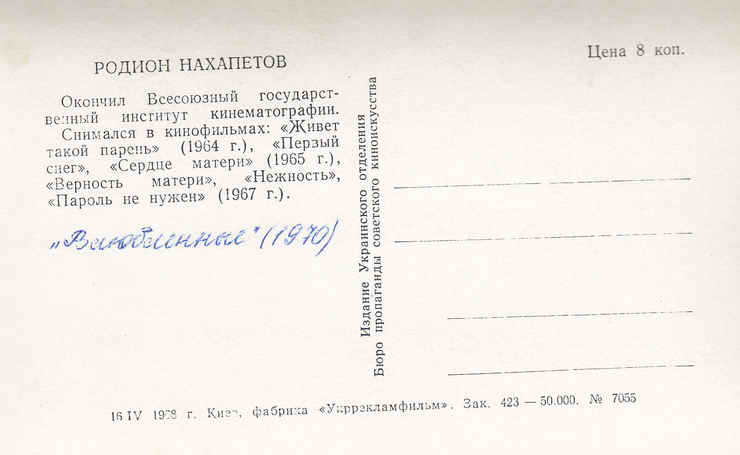 РОДИОН НАХАПЕТОВ
Окончил Всесоюзный государст-
венный институт кинематографии.
Снимался в кинофильмах: «Живет
такой парень» (1964 г.), «Первый
снег», «Сердце матери» (1965 г.),
«Верность матери», «Нежность»,
«Пароль не нужен» (1967 г.).
„Влюбленные" (1970)
Издание Украинского отделения
Бюро пропаганды советского киноискусства
Цена 8 коп.
16 IV 1968 г. Киев, фабрика «Укррекламфильм». Зак. 423 — 50.000. № 7055